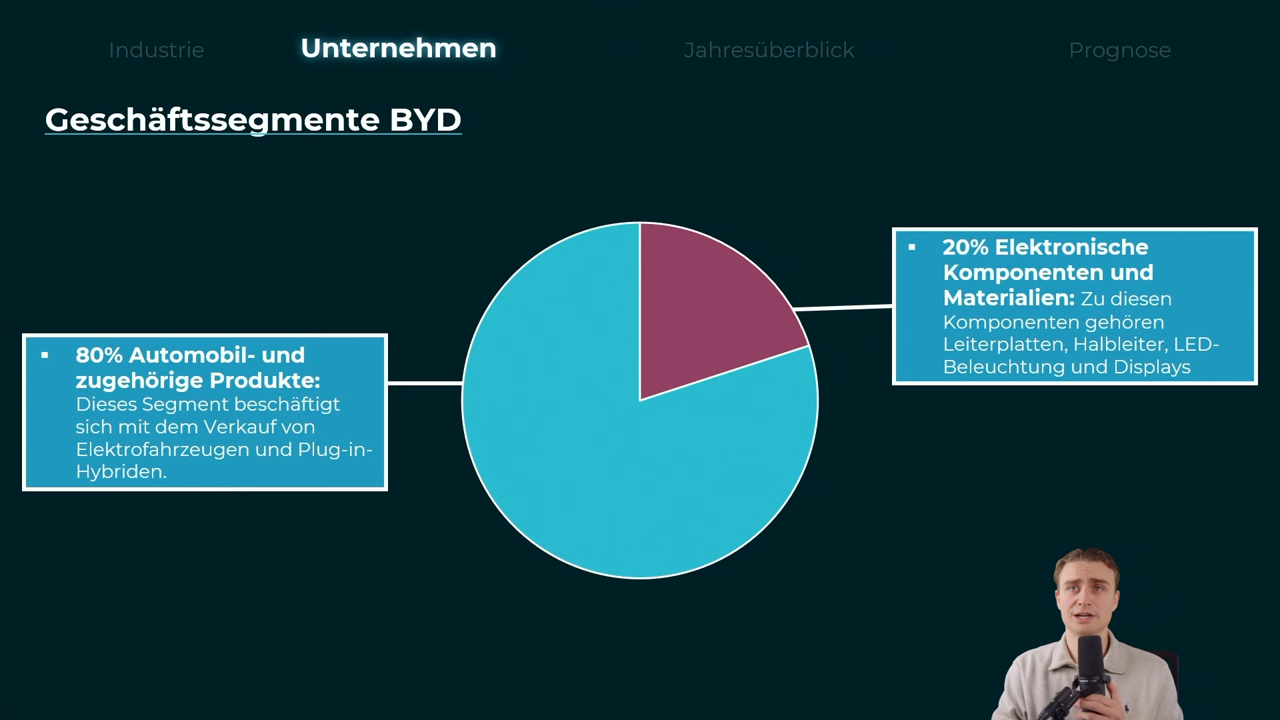 Industrie
Unternehmen
Jahresüberblick
Prognose
Geschäftssegmente BYD
▪ 80% Automobil- und
zugehörige Produkte:
Dieses Segment beschäftigt
sich mit dem Verkauf von
Elektrofahrzeugen und Plug-in-
Hybriden.
▪ 20% Elektronische
Komponenten und
Materialien: Zu diesen
Komponenten gehören
Leiterplatten, Halbleiter, LED-
Beleuchtung und Displays